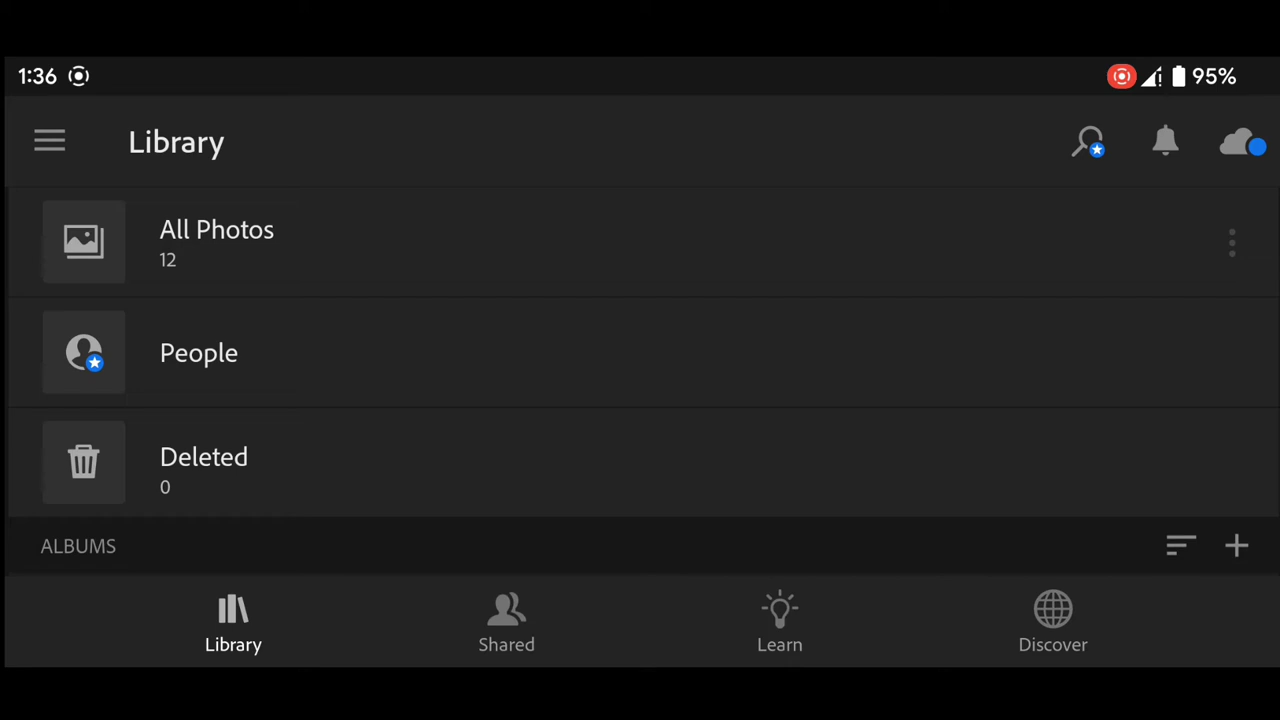 1:36
95%
Library
All Photos
12
People
Deleted
0
ALBUMS
Library
Shared
Learn
Discover